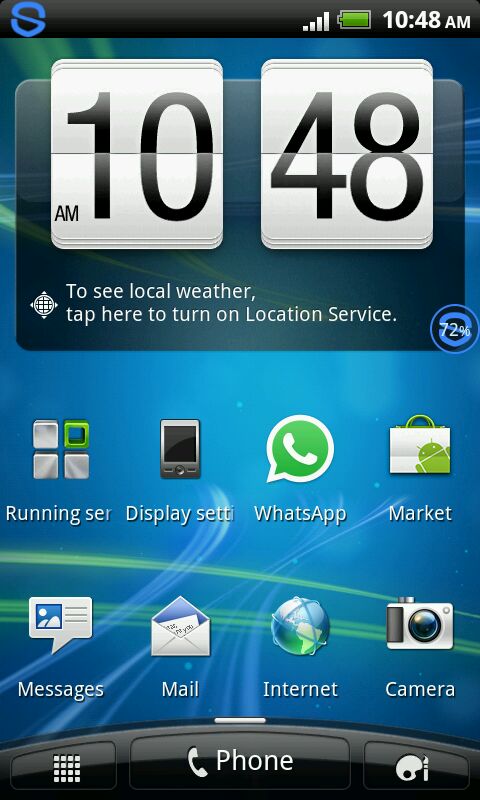 10:48 AM
10 48
AM
To see local weather,
tap here to turn on Location Service.
72%
Running ser
Display setti
WhatsApp
Market
Messages
Mail
Internet
Camera
Phone